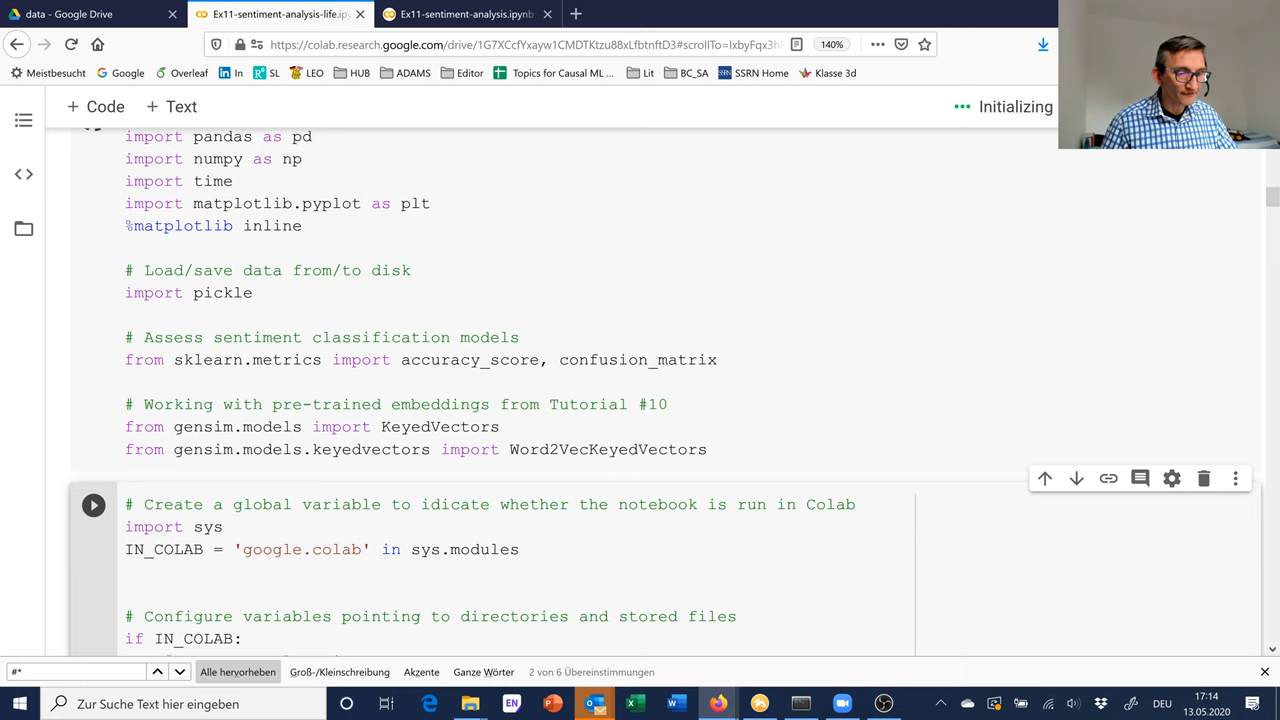 data - Google Drive
Ex11-sentiment-analysis-life.ipy
Ex11-sentiment-analysis.ipynb
https://colab.research.google.com/drive/1G7XCcfYxayw1CMDTKtzu88xLfbtnftD3#scrollTo=lxbyFqx3h
140%
Meistbesucht
Google
Overleaf
In
SL
LEO
HUB
ADAMS
Editor
Topics for Causal ML ...
Lit
BC_SA
SSRN Home
Klasse 3d
+ Code + Text
Initializing
import pandas as pd
import numpy as np
import time
import matplotlib.pyplot as plt
%matplotlib inline
# Load/save data from/to disk
import pickle
# Assess sentiment classification models
from sklearn.metrics import accuracy_score, confusion_matrix
# Working with pre-trained embeddings from Tutorial #10
from gensim.models import KeyedVectors
from gensim.models.keyedvectors import Word2VecKeyedVectors
# Create a global variable to idicate whether the notebook is run in Colab
import sys
IN_COLAB = 'google.colab' in sys.modules
# Configure variables pointing to directories and stored files
if IN_COLAB:
#*
Alle hervorheben
Groß-/Kleinschreibung
Akzente
Ganze Wörter
2 von 6 Übereinstimmungen
Zur Suche Text hier eingeben
EN
DEU
17:14
13.05.2020